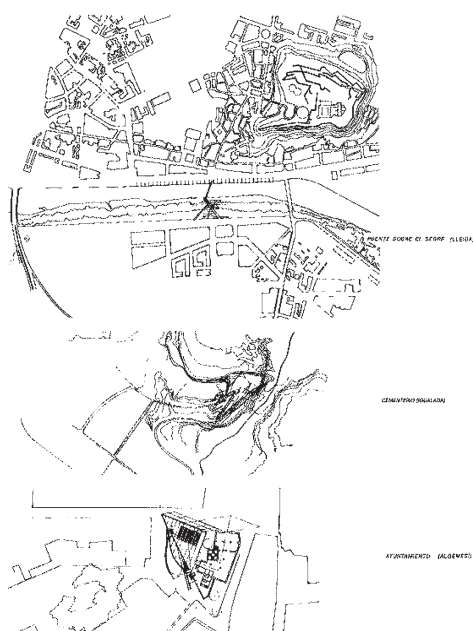 PUENTE SOBRE EL SEGRE (LLEIDA)
CEMENTERIO (IGUALADA)
AYUNTAMIENTO (ALGEMESI)